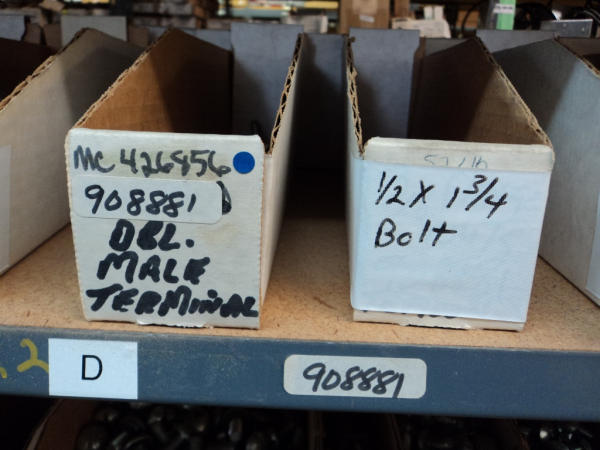 MC 426456
908881
DBL.
MALE
TERMINAL
1/2 X 1 3/4
Bolt
D
908881